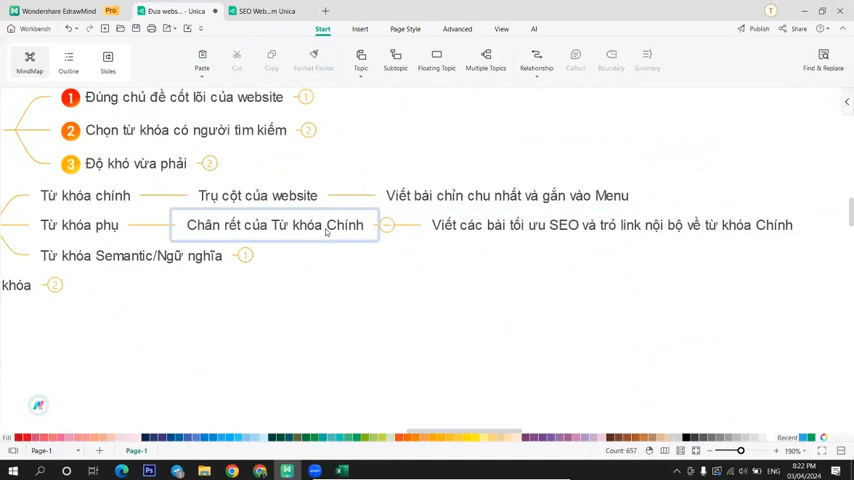 Wondershare EdrawMind Pro Đưa webs... - Unica SEO Web...m Unica
T
Workbench Start Insert Page Style Advanced View AI Publish Share
MindMap Outline Slides Paste Cut Copy Format Painter Topic Subtopic Floating Topic Multiple Topics Relationship Callout Boundary Summary Find & Replace
1 Đúng chủ đề cốt lõi của website 1
2 Chọn từ khóa có người tìm kiếm 2
3 Độ khó vừa phải 2
Từ khóa chính Trụ cột của website Viết bài chỉn chu nhất và gắn vào Menu
Từ khóa phụ Chân rết của Từ khóa Chính Viết các bài tối ưu SEO và trỏ link nội bộ về từ khóa Chính
Từ khóa Semantic/Ngữ nghĩa 1
khóa 2
Fill Recent
Page-1 Page-1 Count: 657 190%
8:22 PM
ENG
03/04/2024